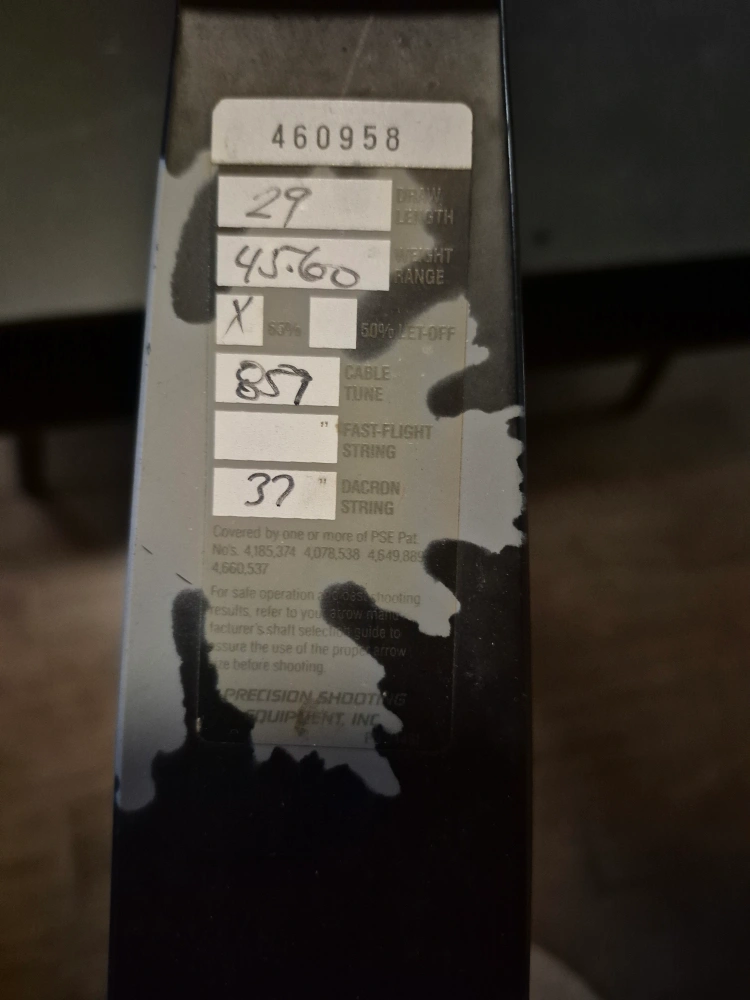 460958
29 DRAW LENGTH
45-60 WEIGHT RANGE
X 65% 50% LET-OFF
857 CABLE TUNE
" FAST-FLIGHT STRING
37 " DACRON STRING
Covered by one or more of PSE Pat.
No's. 4,185,374 4,078,538 4,649,889
4,660,537
For safe operation and best shooting
results, refer to your arrow manu-
facturer's shaft selection guide to
assure the use of the proper arrow
size before shooting.
PRECISION SHOOTING
EQUIPMENT, INC.